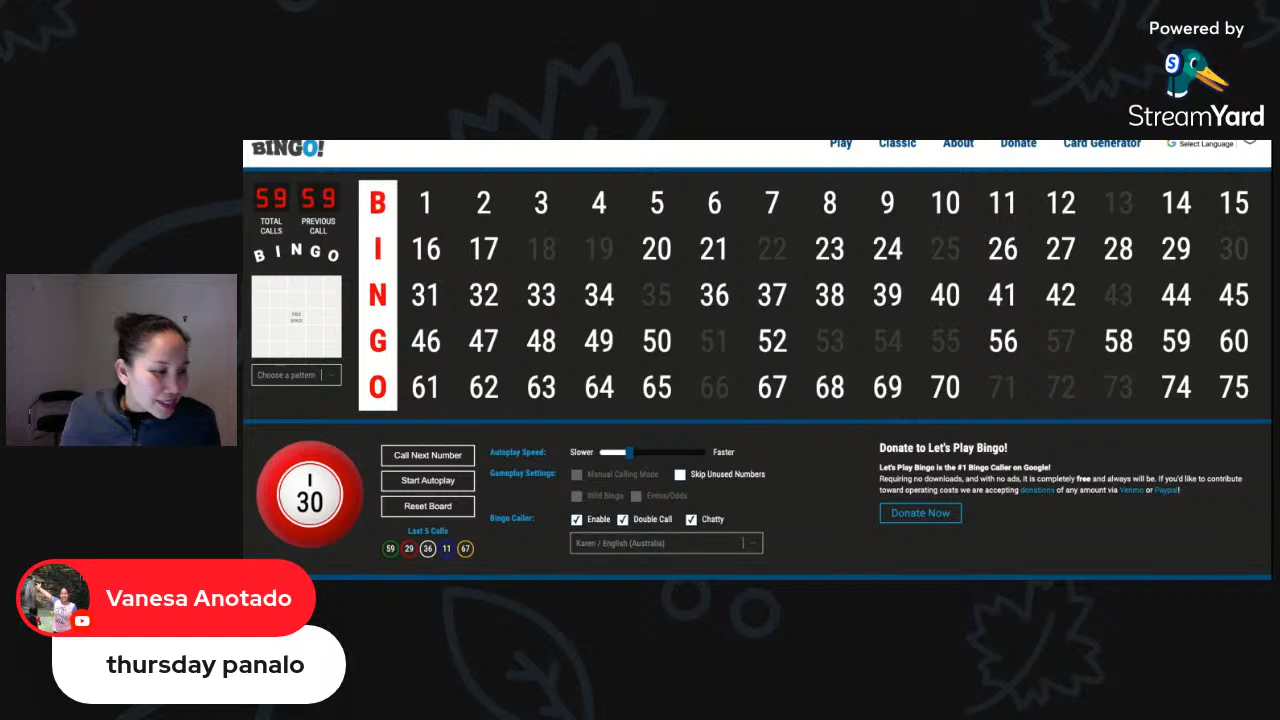 Powered by
StreamYard
BINGO!
Play Classic About Donate Card Generator Select Language
59 59
TOTAL CALLS PREVIOUS CALL
BINGO
FREE SPACE
Choose a pattern
B 1 2 3 4 5 6 7 8 9 10 11 12 13 14 15
I 16 17 18 19 20 21 22 23 24 25 26 27 28 29 30
N 31 32 33 34 35 36 37 38 39 40 41 42 43 44 45
G 46 47 48 49 50 51 52 53 54 55 56 57 58 59 60
O 61 62 63 64 65 66 67 68 69 70 71 72 73 74 75
I
30
Call Next Number
Start Autoplay
Reset Board
Last 5 Calls
59 29 36 11 67
Autoplay Speed: Slower Faster
Gameplay Settings: Manual Calling Mode Skip Unused Numbers
Wild Bingo Evens/Odds
Bingo Caller: Enable Double Call Chatty
Karen / English (Australia)
Donate to Let's Play Bingo!
Let's Play Bingo is the #1 Bingo Caller on Google!
Requiring no downloads, and with no ads, it is completely free and always will be. If you'd like to contribute
toward operating costs we are accepting donations of any amount via Venmo or Paypal!
Donate Now
Vanesa Anotado
thursday panalo